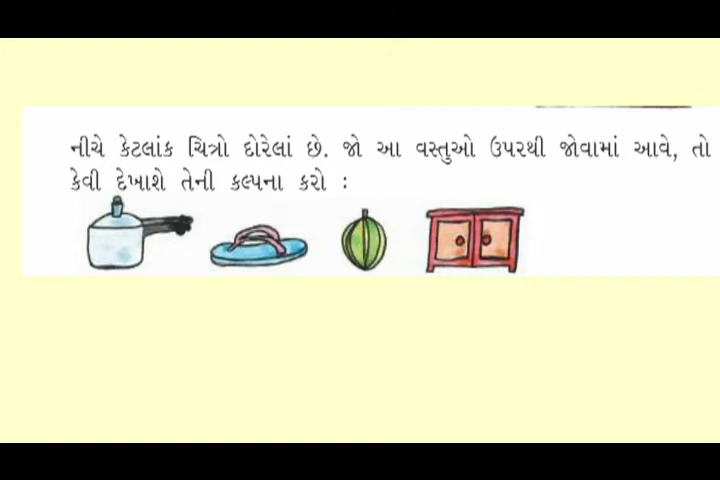 નીચે કેટલાંક ચિત્રો દોરેલાં છે. જો આ વસ્તુઓ ઉપરથી જોવામાં આવે, તો
કેવી દેખાશે તેની કલ્પના કરો :